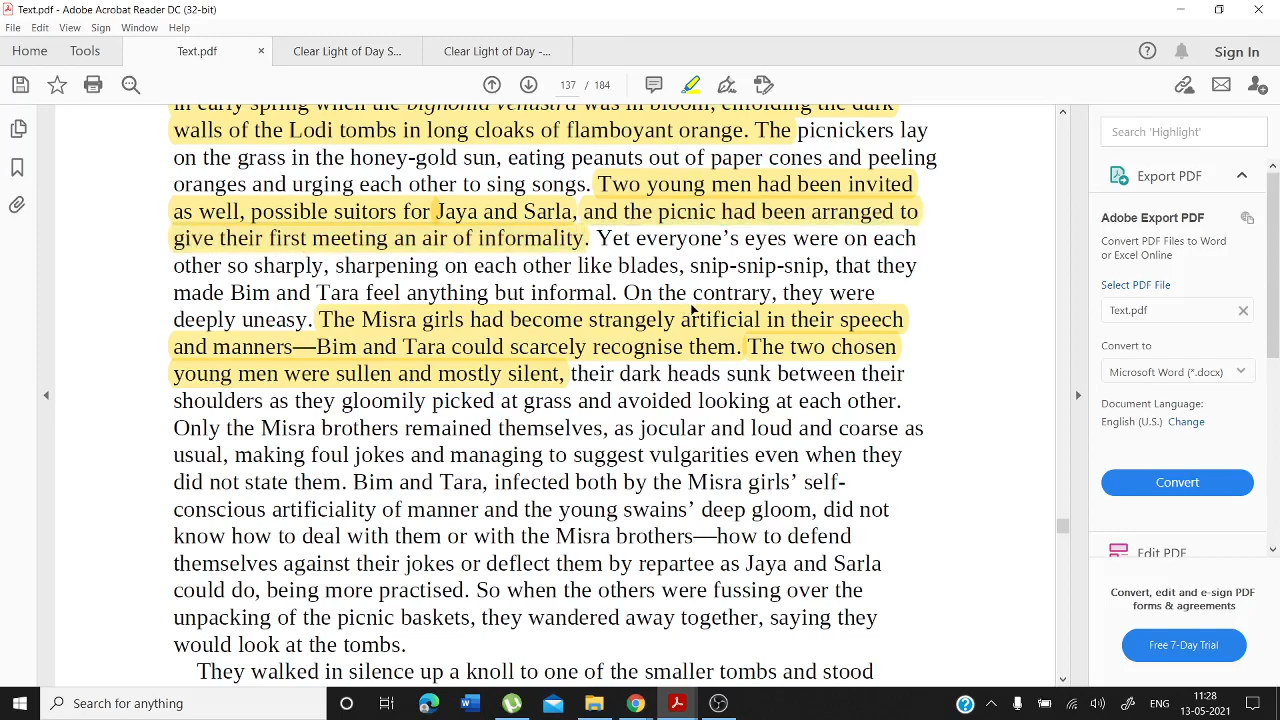 Text.pdf - Adobe Acrobat Reader DC (32-bit)
File Edit View Sign Window Help
Home Tools Text.pdf × Clear Light of Day S... Clear Light of Day -... Sign In
137 / 184
in early spring when the bignonia venustra was in bloom, enfolding the dark
walls of the Lodi tombs in long cloaks of flamboyant orange. The picnickers lay
on the grass in the honey-gold sun, eating peanuts out of paper cones and peeling
oranges and urging each other to sing songs. Two young men had been invited
as well, possible suitors for Jaya and Sarla, and the picnic had been arranged to
give their first meeting an air of informality. Yet everyone’s eyes were on each
other so sharply, sharpening on each other like blades, snip-snip-snip, that they
made Bim and Tara feel anything but informal. On the contrary, they were
deeply uneasy. The Misra girls had become strangely artificial in their speech
and manners—Bim and Tara could scarcely recognise them. The two chosen
young men were sullen and mostly silent, their dark heads sunk between their
shoulders as they gloomily picked at grass and avoided looking at each other.
Only the Misra brothers remained themselves, as jocular and loud and coarse as
usual, making foul jokes and managing to suggest vulgarities even when they
did not state them. Bim and Tara, infected both by the Misra girls’ self-
conscious artificiality of manner and the young swains’ deep gloom, did not
know how to deal with them or with the Misra brothers—how to defend
themselves against their jokes or deflect them by repartee as Jaya and Sarla
could do, being more practised. So when the others were fussing over the
unpacking of the picnic baskets, they wandered away together, saying they
would look at the tombs.
They walked in silence up a knoll to one of the smaller tombs and stood
Search 'Highlight'
Export PDF
Adobe Export PDF
Convert PDF Files to Word
or Excel Online
Select PDF File
Text.pdf
Convert to
Microsoft Word (*.docx)
Document Language:
English (U.S.) Change
Convert
Edit PDF
Convert, edit and e-sign PDF
forms & agreements
Free 7-Day Trial
Search for anything
ENG
11:28
13-05-2021